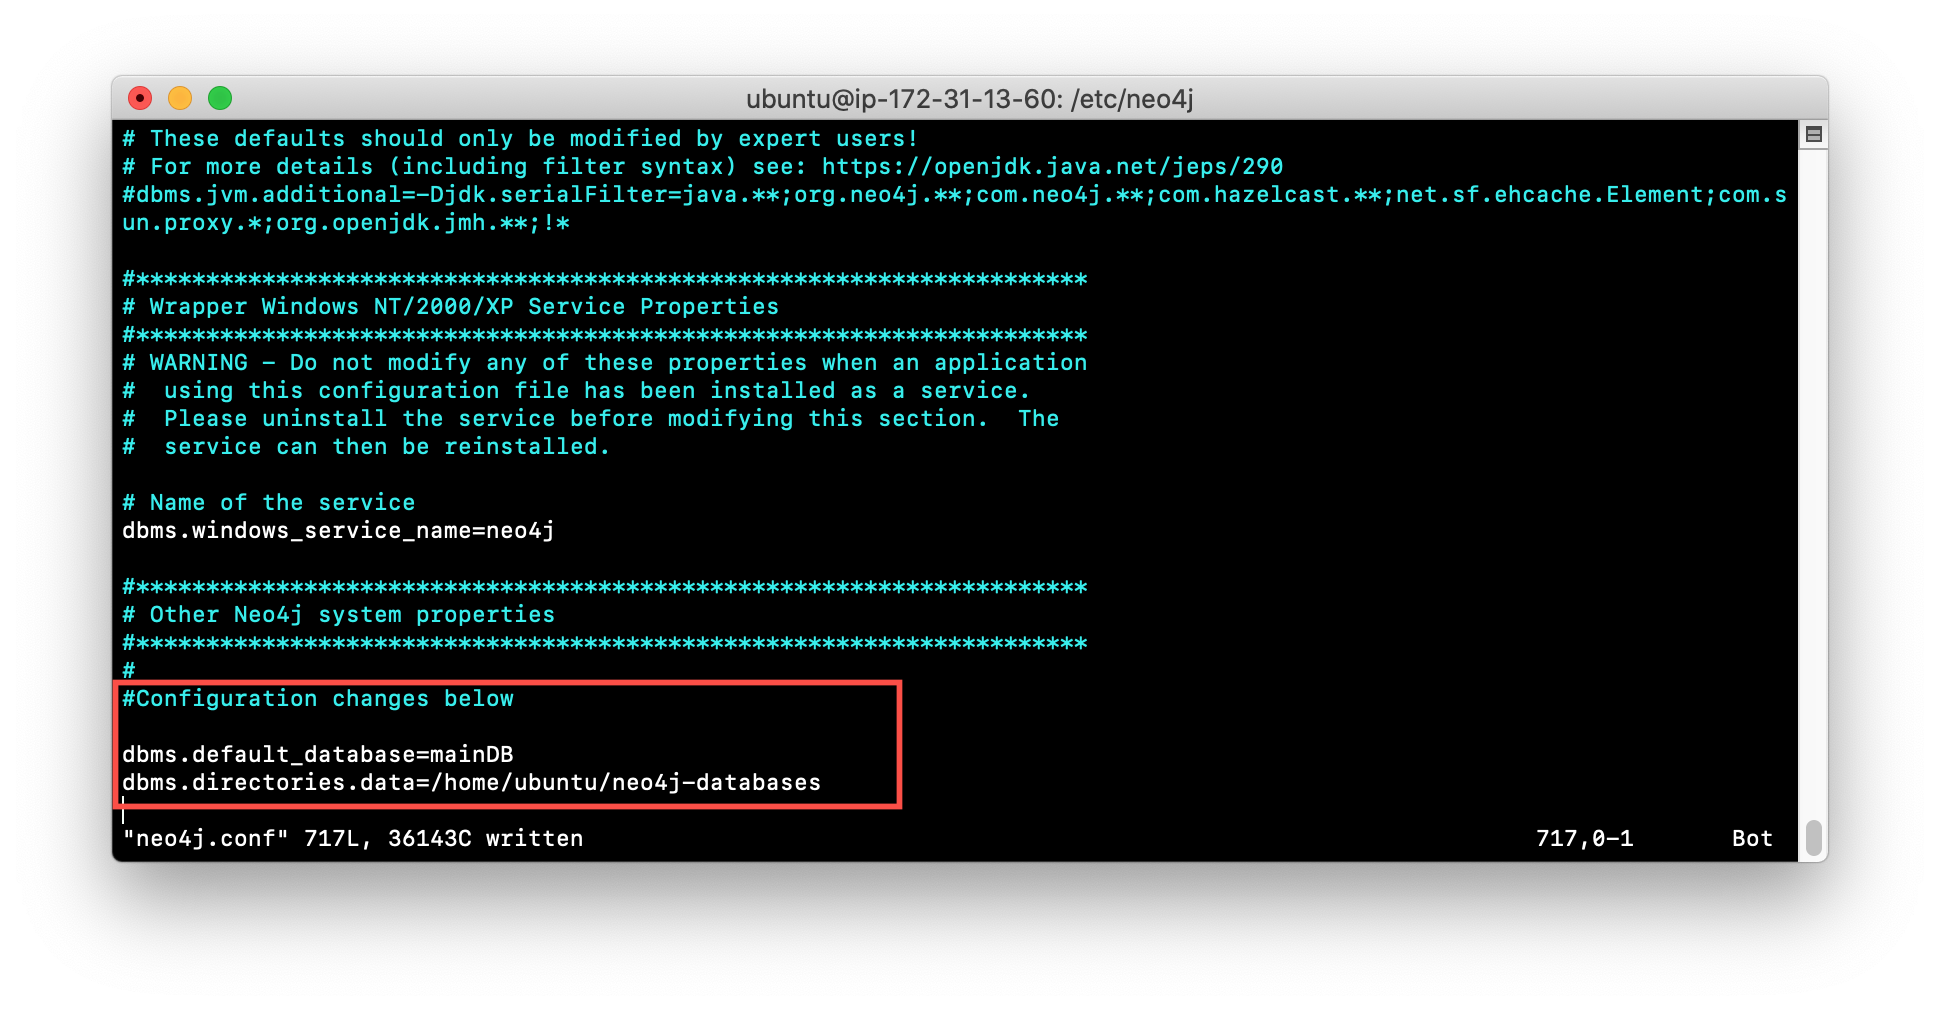 ubuntu@ip-172-31-13-60: /etc/neo4j
# These defaults should only be modified by expert users!
# For more details (including filter syntax) see: https://openjdk.java.net/jeps/290
#dbms.jvm.additional=-Djdk.serialFilter=java.**;org.neo4j.**;com.neo4j.**;com.hazelcast.**;net.sf.ehcache.Element;com.s
un.proxy.*;org.openjdk.jmh.**;!*
#********************************************************************
# Wrapper Windows NT/2000/XP Service Properties
#********************************************************************
# WARNING - Do not modify any of these properties when an application
#  using this configuration file has been installed as a service.
#  Please uninstall the service before modifying this section.  The
#  service can then be reinstalled.
# Name of the service
dbms.windows_service_name=neo4j
#********************************************************************
# Other Neo4j system properties
#********************************************************************
#
#Configuration changes below
dbms.default_database=mainDB
dbms.directories.data=/home/ubuntu/neo4j-databases
"neo4j.conf" 717L, 36143C written 717,0-1 Bot